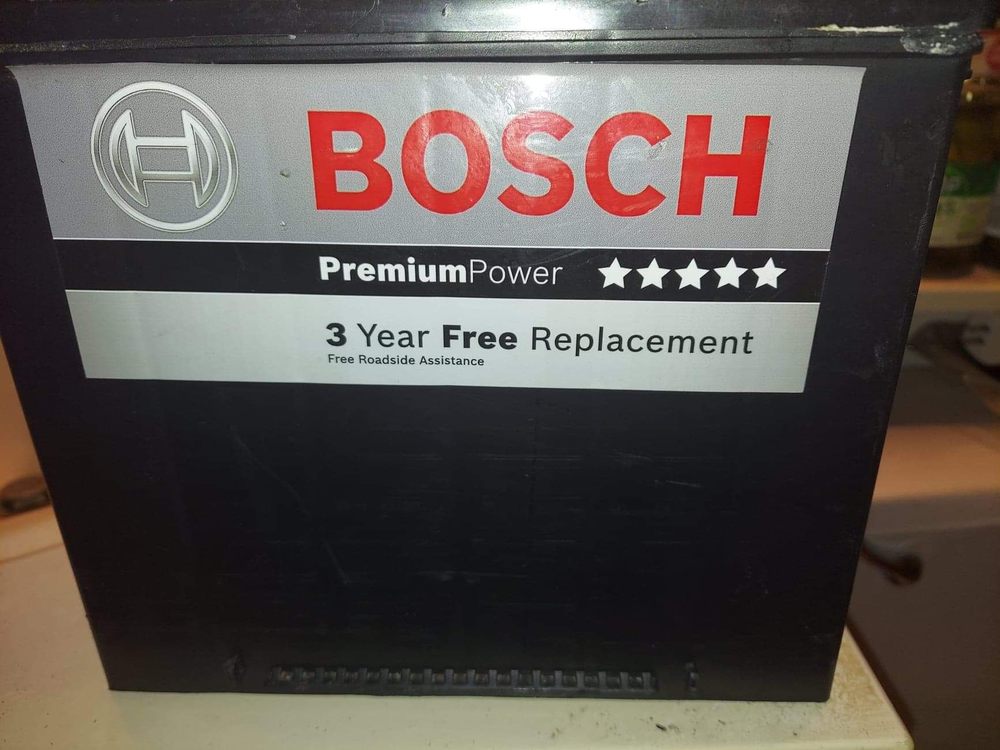 BOSCH
PremiumPower ★★★★★
3 Year Free Replacement
Free Roadside Assistance